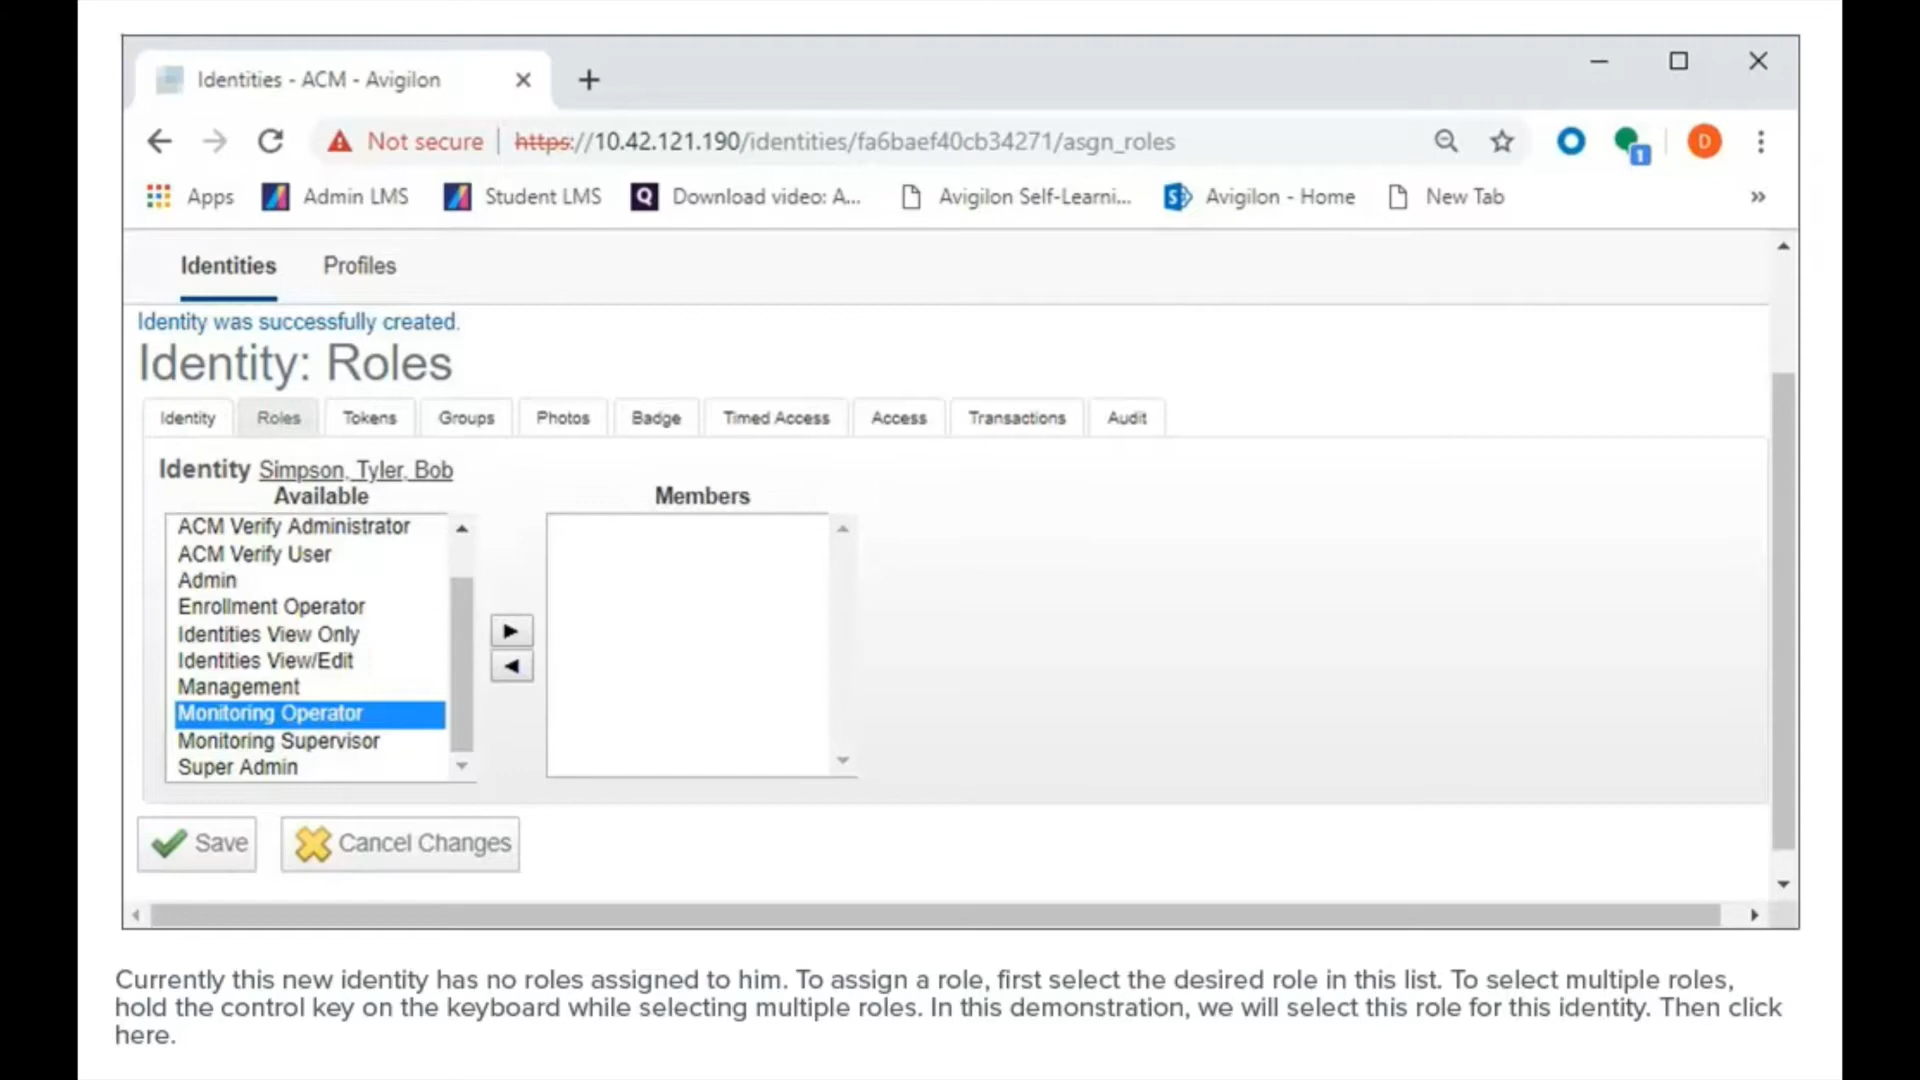 Identities - ACM - Avigilon
Not secure | https://10.42.121.190/identities/fa6baef40cb34271/asgn_roles
D
1
Apps Admin LMS Student LMS Q Download video: A... Avigilon Self-Learni... S Avigilon - Home New Tab »
Identities Profiles
Identity was successfully created.
Identity: Roles
Identity Roles Tokens Groups Photos Badge Timed Access Access Transactions Audit
Identity Simpson, Tyler, Bob
Available Members
ACM Verify Administrator
ACM Verify User
Admin
Enrollment Operator
Identities View Only
Identities View/Edit
Management
Monitoring Operator
Monitoring Supervisor
Super Admin
Save Cancel Changes
Currently this new identity has no roles assigned to him. To assign a role, first select the desired role in this list. To select multiple roles,
hold the control key on the keyboard while selecting multiple roles. In this demonstration, we will select this role for this identity. Then click
here.